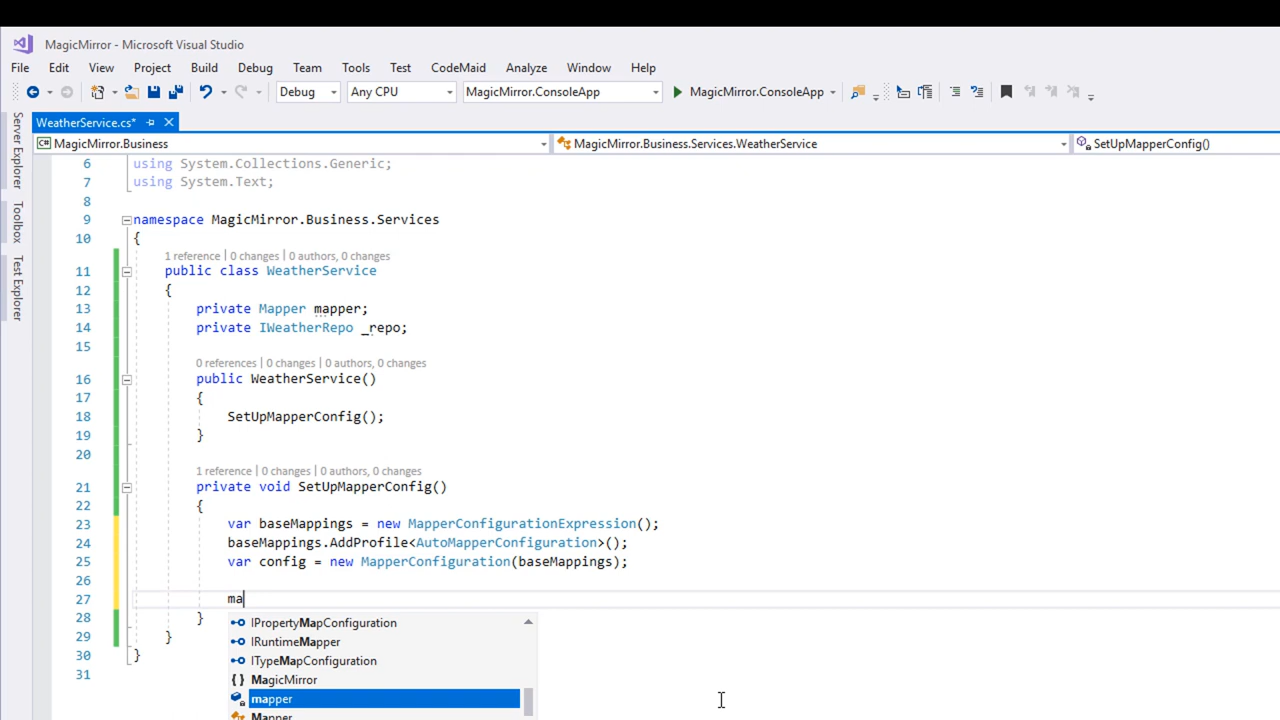 MagicMirror - Microsoft Visual Studio
File Edit View Project Build Debug Team Tools Test CodeMaid Analyze Window Help
Debug Any CPU MagicMirror.ConsoleApp MagicMirror.ConsoleApp
WeatherService.cs*
C# MagicMirror.Business MagicMirror.Business.Services.WeatherService SetUpMapperConfig()
Server Explorer
Toolbox
Test Explorer
6 using System.Collections.Generic;
7 using System.Text;
8
9 namespace MagicMirror.Business.Services
10 {
1 reference | 0 changes | 0 authors, 0 changes
11 public class WeatherService
12 {
13 private Mapper mapper;
14 private IWeatherRepo _repo;
15
0 references | 0 changes | 0 authors, 0 changes
16 public WeatherService()
17 {
18 SetUpMapperConfig();
19 }
20
1 reference | 0 changes | 0 authors, 0 changes
21 private void SetUpMapperConfig()
22 {
23 var baseMappings = new MapperConfigurationExpression();
24 baseMappings.AddProfile<AutoMapperConfiguration>();
25 var config = new MapperConfiguration(baseMappings);
26
27 ma
28 }
29 }
30 }
31
IPropertyMapConfiguration
IRuntimeMapper
ITypeMapConfiguration
{ } MagicMirror
mapper
Mapper